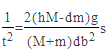 1/t² = 2(hM-dm)g/(M+m)db² s